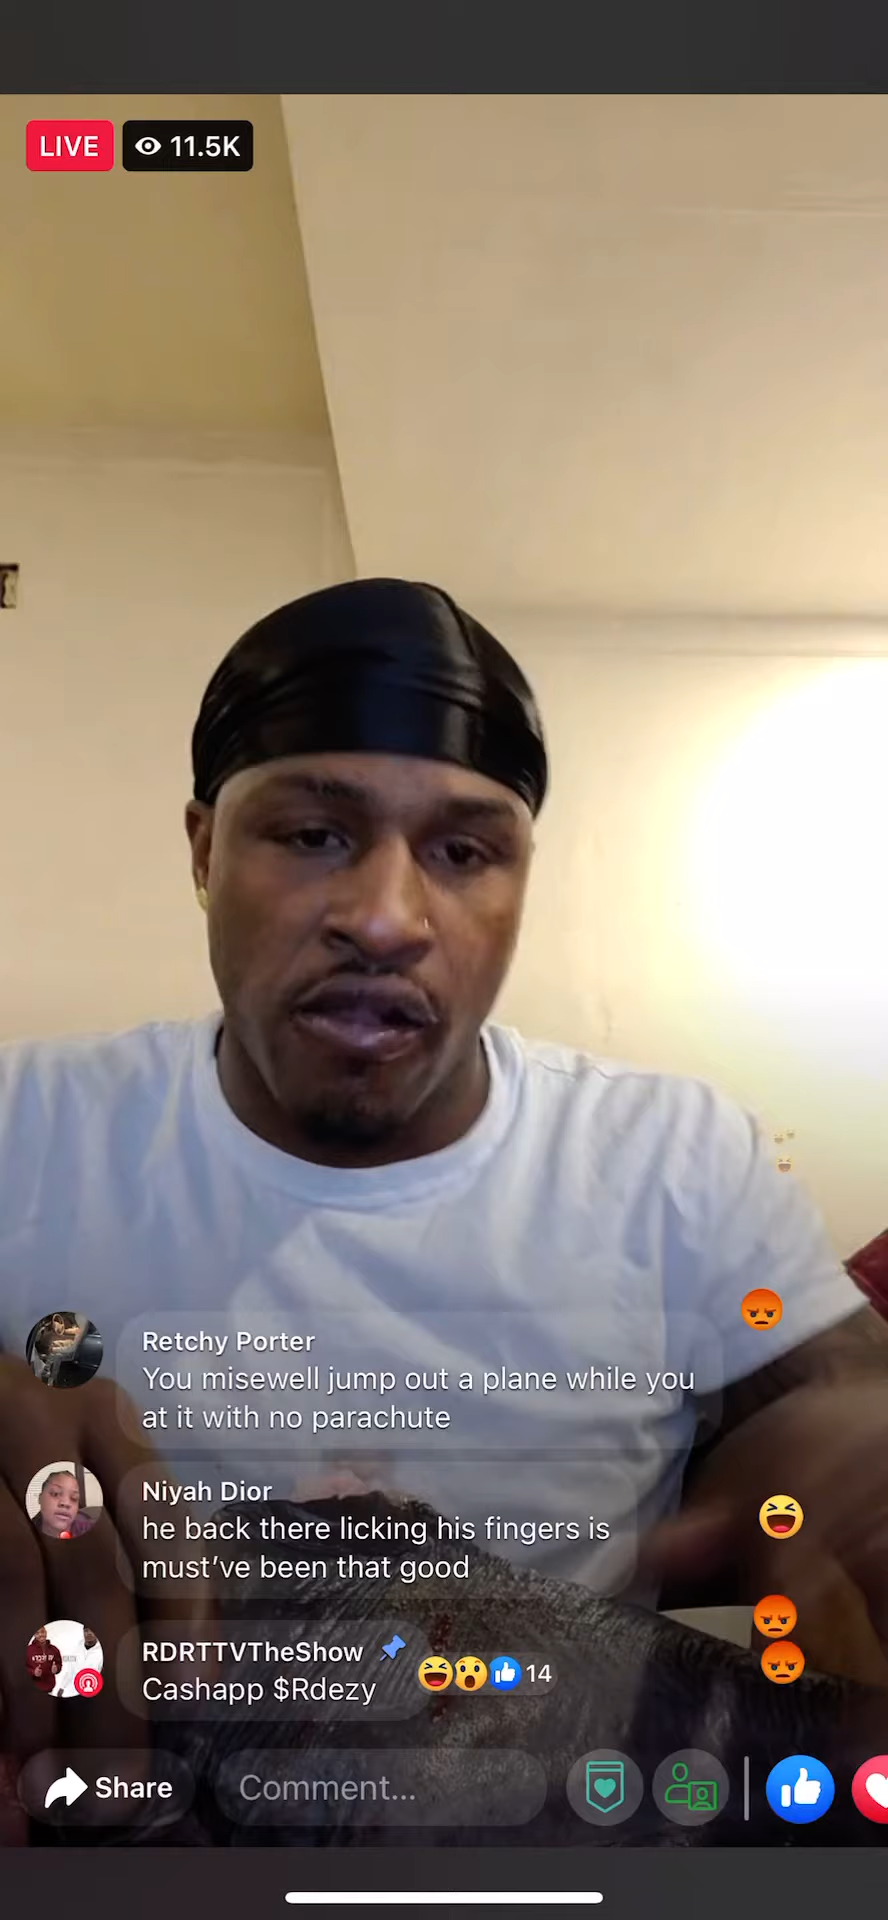 LIVE
11.5K
Retchy Porter
You misewell jump out a plane while you
at it with no parachute
Niyah Dior
he back there licking his fingers is
must’ve been that good
RDRTTVTheShow
Cashapp $Rdezy
14
Share
Comment...